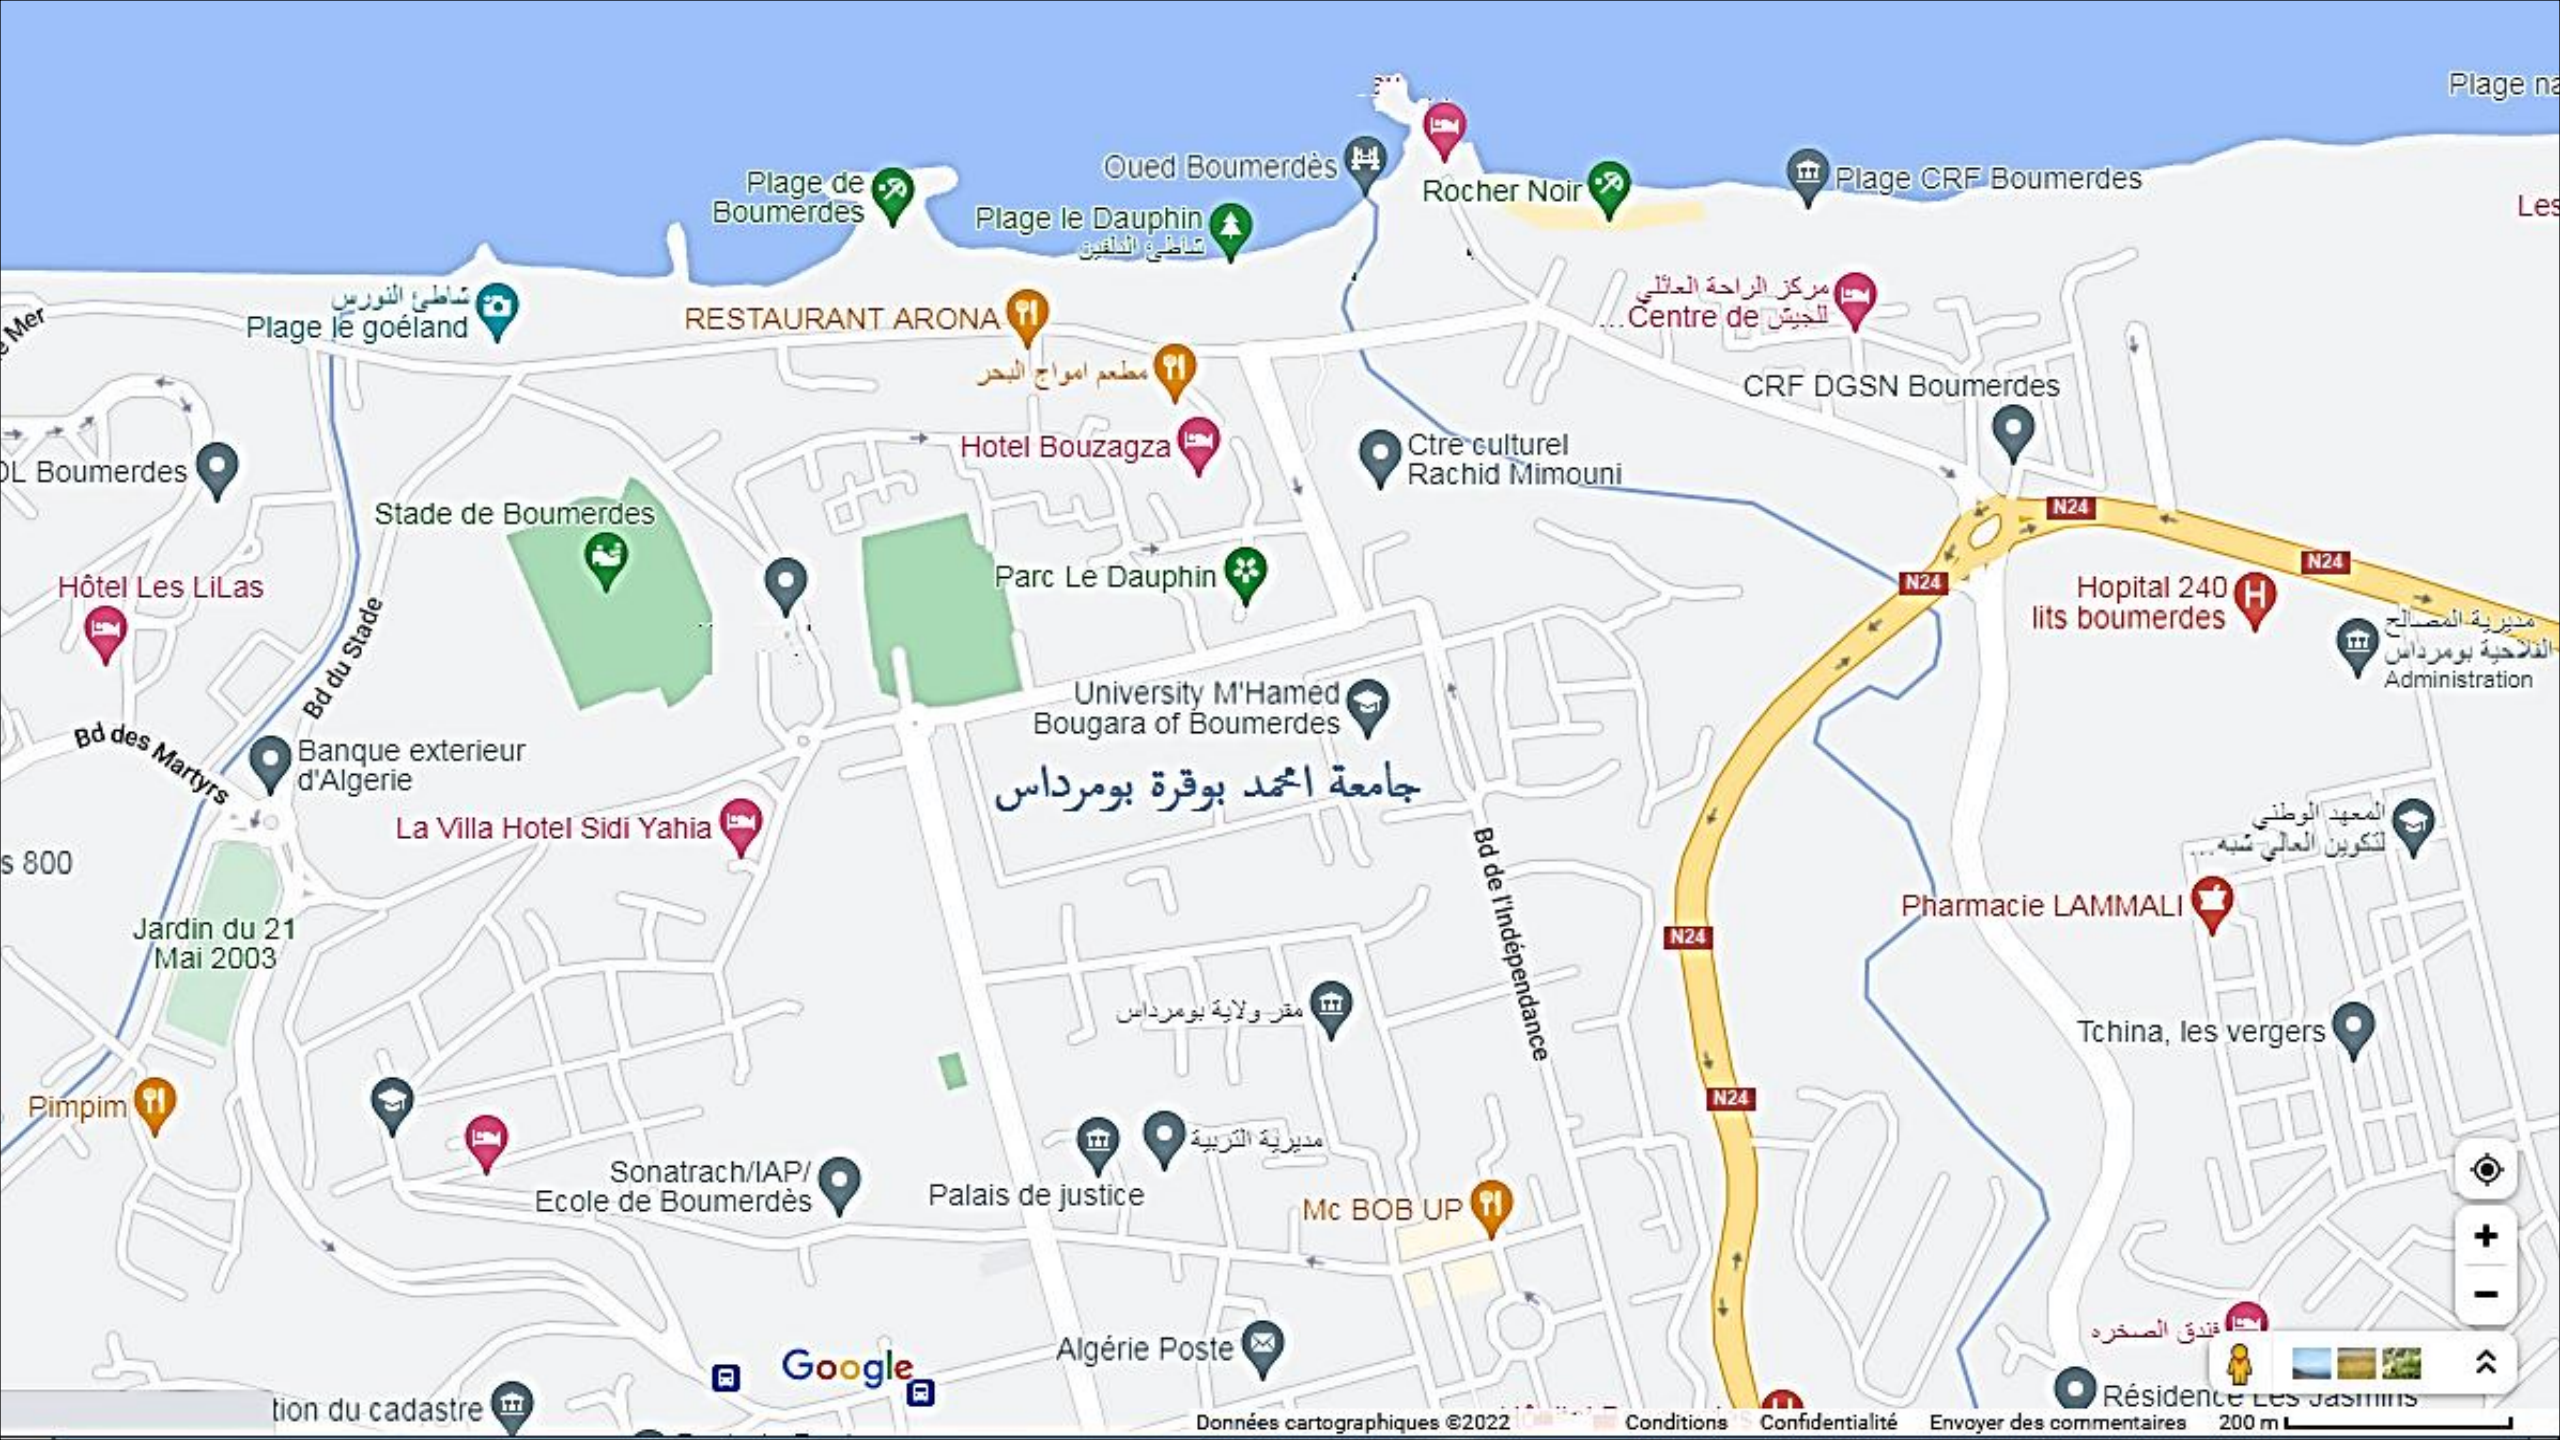 Plage na
Oued Boumerdès
Plage de
Boumerdes
Rocher Noir
Plage CRF Boumerdes
Plage le Dauphin
شاطئ الدلفين
Les
شاطئ النورس
Plage le goéland
Mer
RESTAURANT ARONA
مركز الراحة العائلي
Centre de للجيش...
مطعم امواج البحر
CRF DGSN Boumerdes
Hotel Bouzagza
Ctre culturel
Rachid Mimouni
OL Boumerdes
Stade de Boumerdes
N24
N24
N24
Hôtel Les LiLas
Parc Le Dauphin
Hopital 240
lits boumerdes
مديرية المصالح
الفلاحية بومرداس
Administration
Bd du Stade
University M'Hamed
Bougara of Boumerdes
جامعة امحمد بوقرة بومرداس
Bd des Martyrs
Banque exterieur
d'Algerie
La Villa Hotel Sidi Yahia
المعهد الوطني
لتكوين العالي شبه...
s 800
Bd de l'Indépendance
Pharmacie LAMMALI
Jardin du 21
Mai 2003
N24
مقر ولاية بومرداس
Tchina, les vergers
Pimpim
N24
مديرية التربية
Sonatrach/IAP/
Ecole de Boumerdès
Palais de justice
Mc BOB UP
فندق الصخره
Algérie Poste
Google
Résidence Les Jasmins
tion du cadastre
Données cartographiques ©2022 Conditions Confidentialité Envoyer des commentaires 200 m